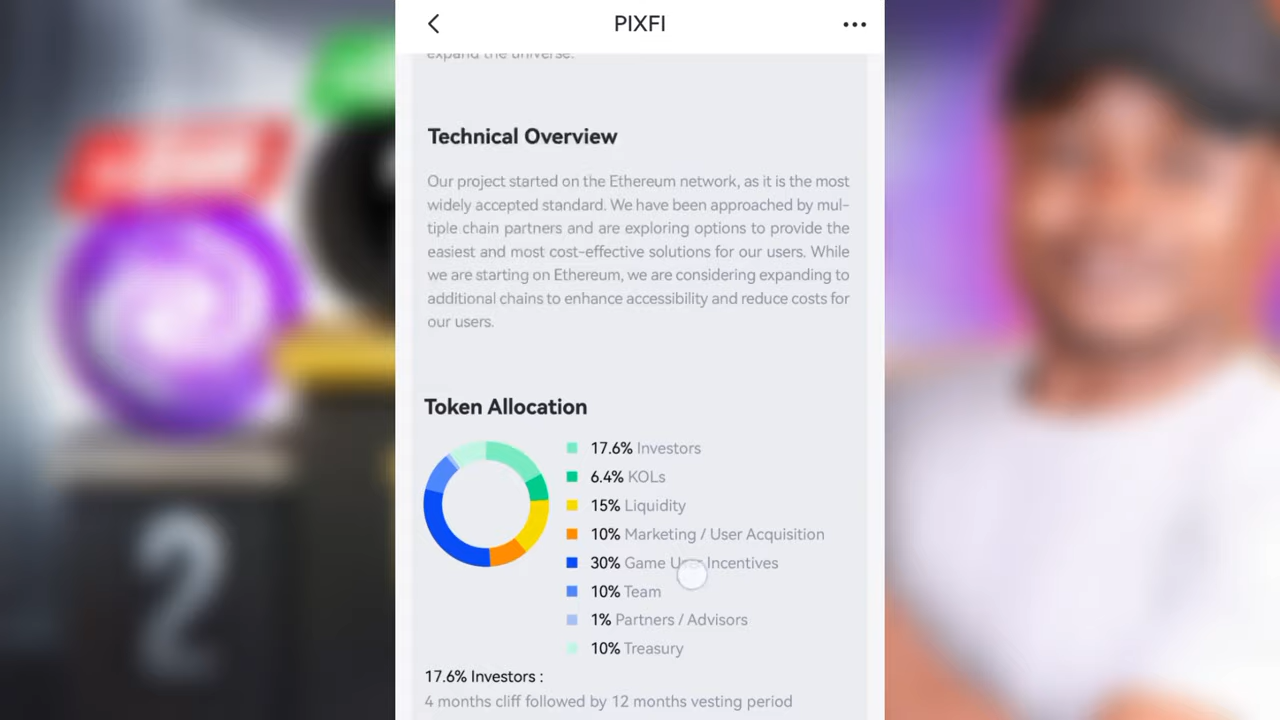 PIXFI
expand the universe.
Technical Overview
Our project started on the Ethereum network, as it is the most
widely accepted standard. We have been approached by mul-
tiple chain partners and are exploring options to provide the
easiest and most cost-effective solutions for our users. While
we are starting on Ethereum, we are considering expanding to
additional chains to enhance accessibility and reduce costs for
our users.
Token Allocation
17.6% Investors
6.4% KOLs
15% Liquidity
10% Marketing / User Acquisition
30% Game User Incentives
10% Team
1% Partners / Advisors
10% Treasury
17.6% Investors :
4 months cliff followed by 12 months vesting period
2